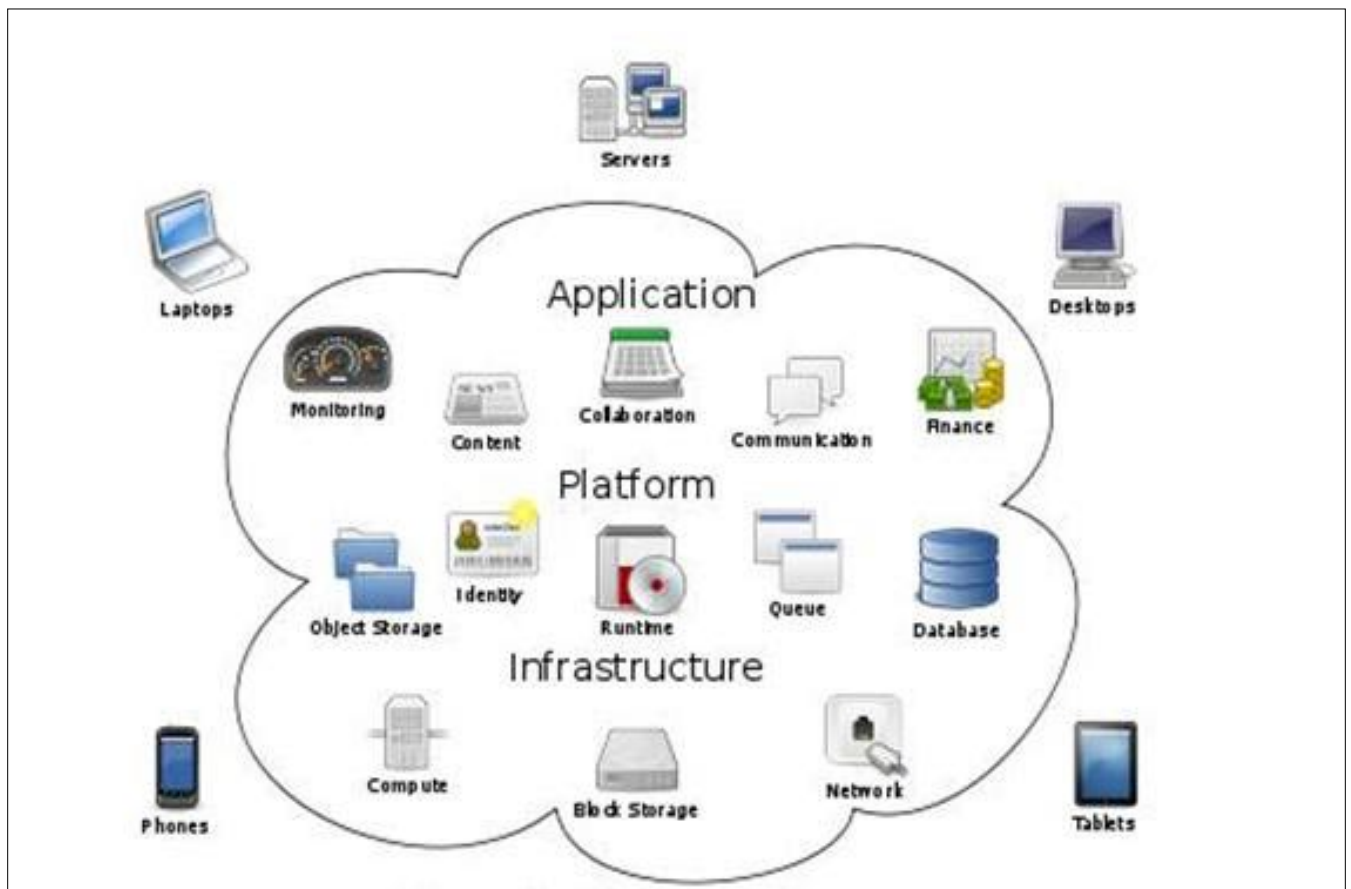 Servers
Laptops
Desktops
Application
Monitoring
Content
Collaboration
Communication
Finance
Platform
Object Storage
Identity
Runtime
Queue
Database
Infrastructure
Compute
Block Storage
Network
Phones
Tablets